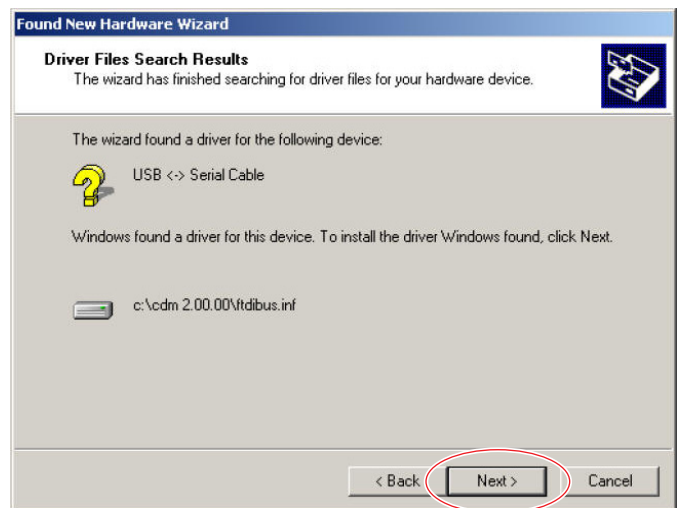 Found New Hardware Wizard
Driver Files Search Results
The wizard has finished searching for driver files for your hardware device.
The wizard found a driver for the following device:
USB <-> Serial Cable
Windows found a driver for this device. To install the driver Windows found, click Next.
c:\cdm 2.00.00\ftdibus.inf
< Back
Next >
Cancel